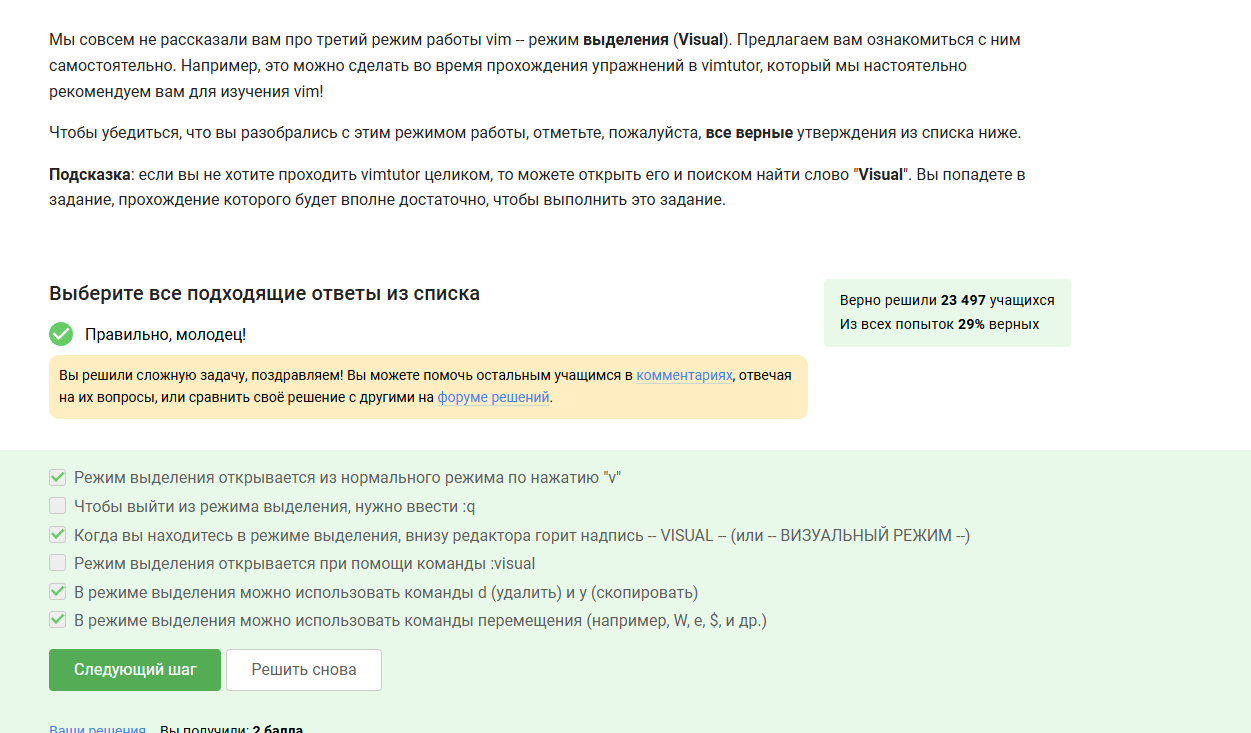 Мы совсем не рассказали вам про третий режим работы vim -- режим выделения (Visual). Предлагаем вам ознакомиться с ним
самостоятельно. Например, это можно сделать во время прохождения упражнений в vimtutor, который мы настоятельно
рекомендуем вам для изучения vim!
Чтобы убедиться, что вы разобрались с этим режимом работы, отметьте, пожалуйста, все верные утверждения из списка ниже.
Подсказка: если вы не хотите проходить vimtutor целиком, то можете открыть его и поиском найти слово "Visual". Вы попадете в
задание, прохождение которого будет вполне достаточно, чтобы выполнить это задание.
Выберите все подходящие ответы из списка
Верно решили 23 497 учащихся
Из всех попыток 29% верных
Правильно, молодец!
Вы решили сложную задачу, поздравляем! Вы можете помочь остальным учащимся в комментариях, отвечая
на их вопросы, или сравнить своё решение с другими на форуме решений.
Режим выделения открывается из нормального режима по нажатию "v"
Чтобы выйти из режима выделения, нужно ввести :q
Когда вы находитесь в режиме выделения, внизу редактора горит надпись -- VISUAL -- (или -- ВИЗУАЛЬНЫЙ РЕЖИМ --)
Режим выделения открывается при помощи команды :visual
В режиме выделения можно использовать команды d (удалить) и y (скопировать)
В режиме выделения можно использовать команды перемещения (например, W, e, $, и др.)
Следующий шаг Решить снова
Ваши решения Вы получили: 2 балла